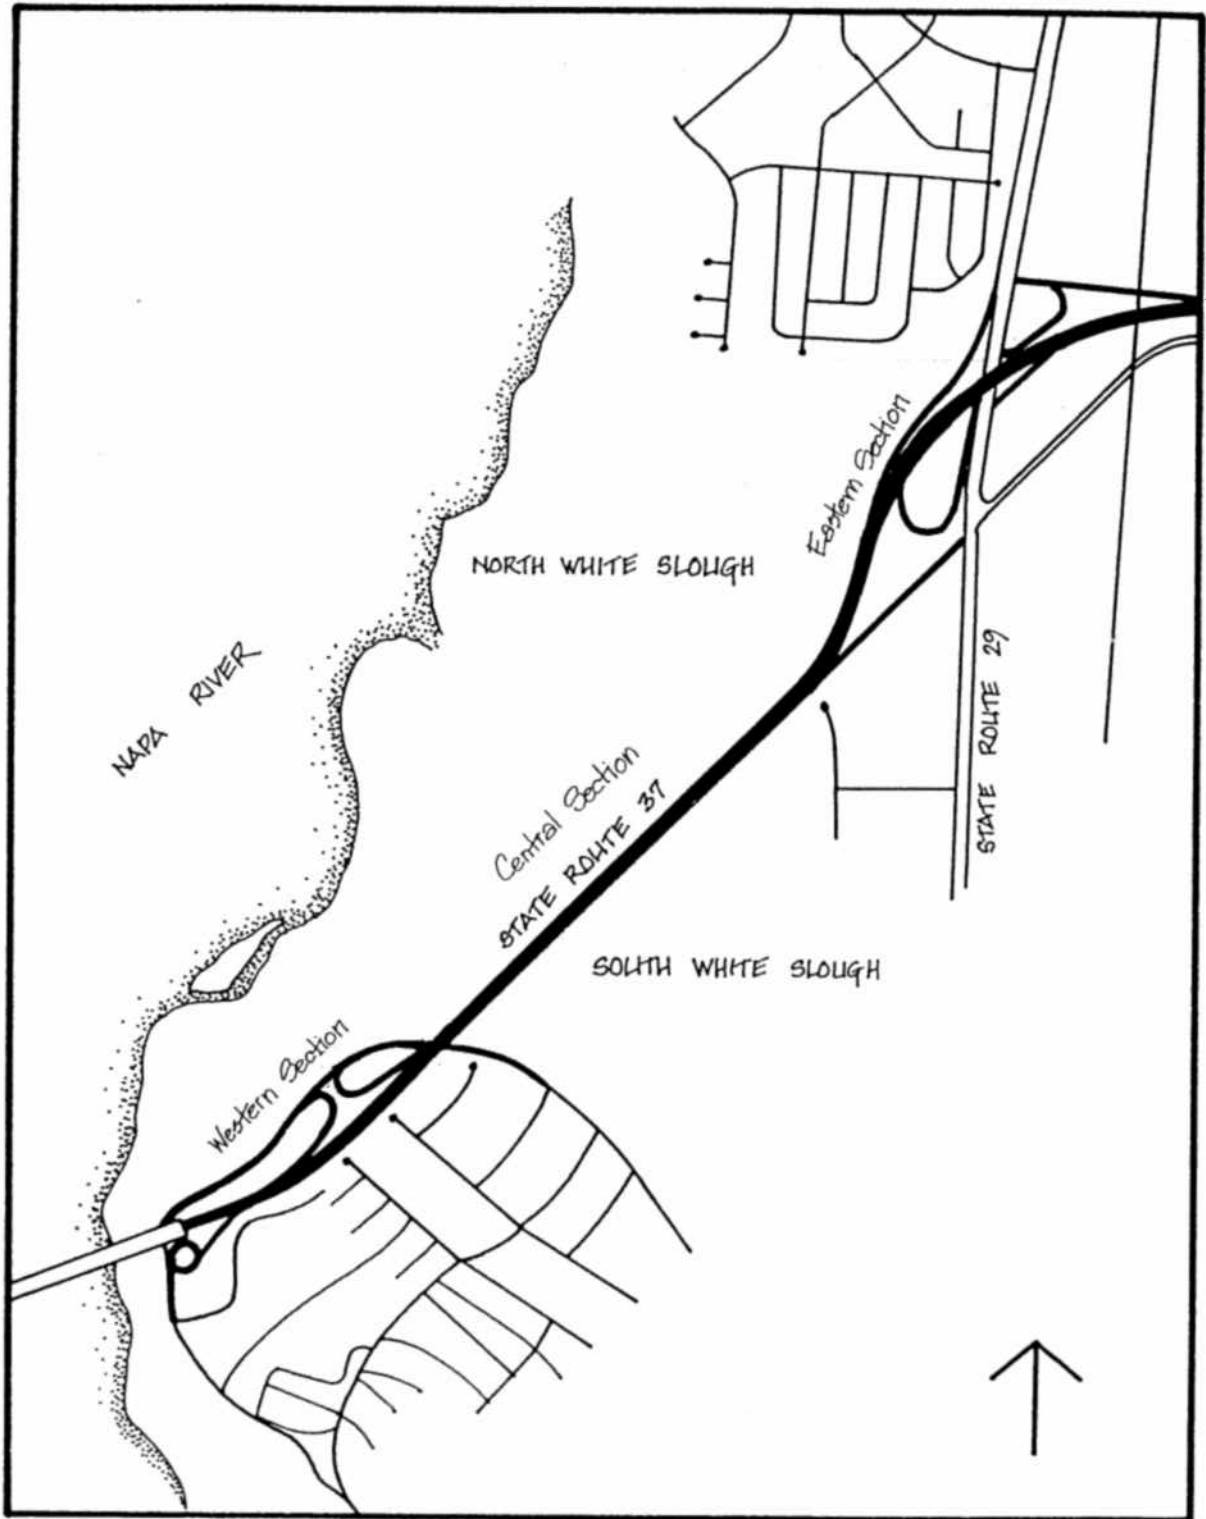 Eastern Section
NORTH WHITE SLOUGH
NAPA RIVER
STATE ROUTE 29
Central Section
STATE ROUTE 37
SOUTH WHITE SLOUGH
Western Section